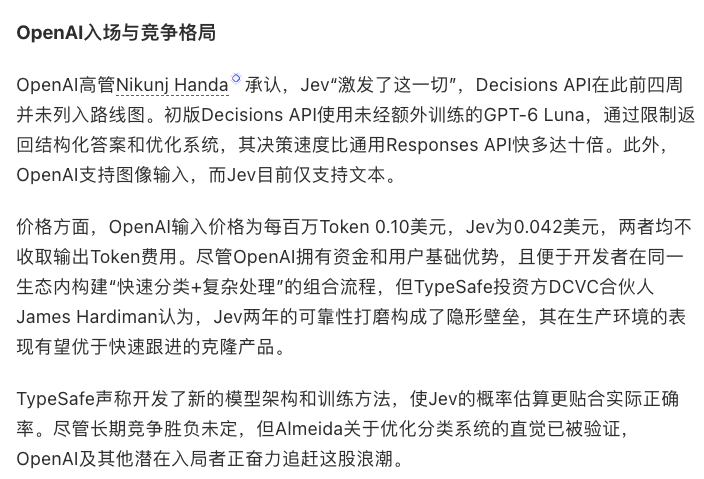 OpenAI入场与竞争格局
OpenAI高管Nikunj Handa承认，Jev“激发了这一切”，Decisions API在此前四周
并未列入路线图。初版Decisions API使用未经额外训练的GPT-6 Luna，通过限制返
回结构化答案和优化系统，其决策速度比通用Responses API快多达十倍。此外，
OpenAI支持图像输入，而Jev目前仅支持文本。
价格方面，OpenAI输入价格为每百万Token 0.10美元，Jev为0.042美元，两者均不
收取输出Token费用。尽管OpenAI拥有资金和用户基础优势，且便于开发者在同一
生态内构建“快速分类+复杂处理”的组合流程，但TypeSafe投资方DCVC合伙人
James Hardiman认为，Jev两年的可靠性打磨构成了隐形壁垒，其在生产环境的表
现有望优于快速跟进的克隆产品。
TypeSafe声称开发了新的模型架构和训练方法，使Jev的概率估算更贴合实际正确
率。尽管长期竞争胜负未定，但Almeida关于优化分类系统的直觉已被验证，
OpenAI及其他潜在入局者正奋力追赶这股浪潮。